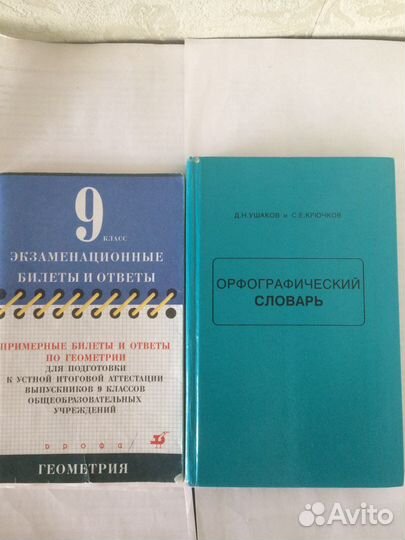 9
КЛАСС
ЭКЗАМЕНАЦИОННЫЕ
БИЛЕТЫ И ОТВЕТЫ
ПРИМЕРНЫЕ БИЛЕТЫ И ОТВЕТЫ
ПО ГЕОМЕТРИИ
ДЛЯ ПОДГОТОВКИ
К УСТНОЙ ИТОГОВОЙ АТТЕСТАЦИИ
ВЫПУСКНИКОВ 9 КЛАССОВ
ОБЩЕОБРАЗОВАТЕЛЬНЫХ
УЧРЕЖДЕНИЙ
дрофа
ГЕОМЕТРИЯ
Д.Н.УШАКОВ и С.Е.КРЮЧКОВ
ОРФОГРАФИЧЕСКИЙ
СЛОВАРЬ
Avito